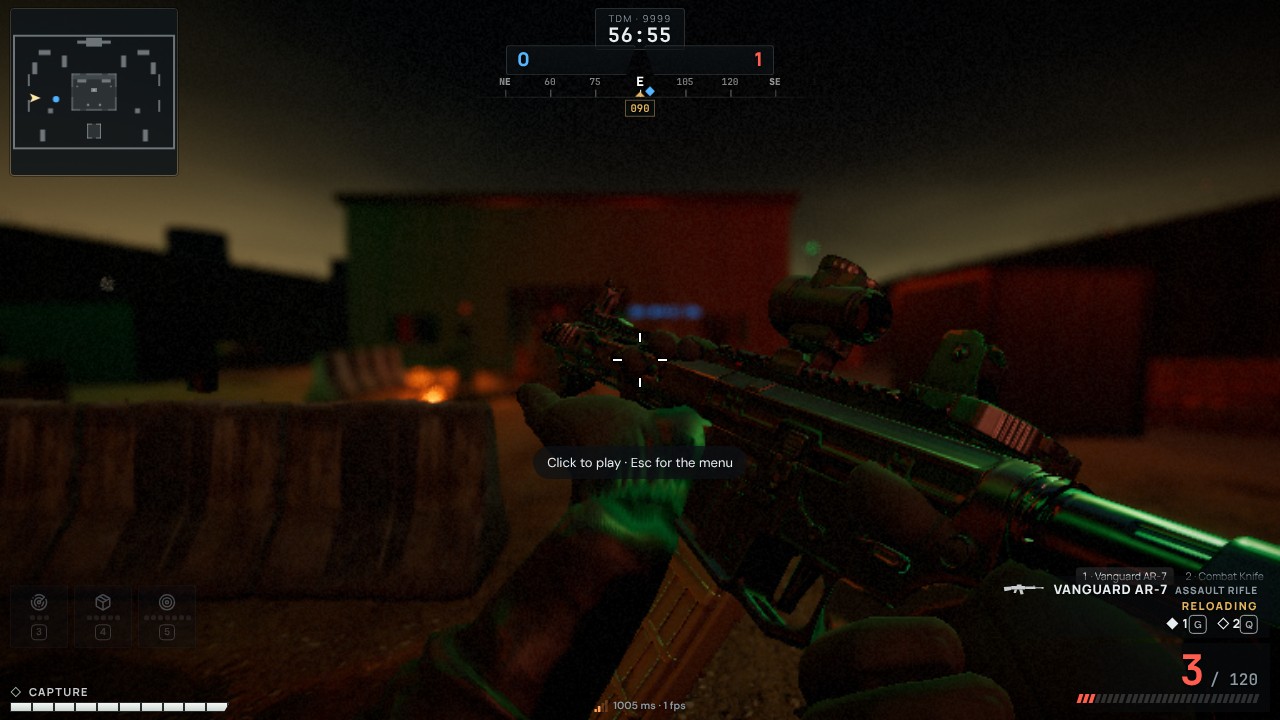 TDM · 9999
56:55
0 1
NE 60 75 E 105 120 SE
090
Click to play · Esc for the menu
1 · Vanguard AR-7 2 · Combat Knife
VANGUARD AR-7 ASSAULT RIFLE
RELOADING
1 G 2 Q
3 4 5
3 / 120
CAPTURE
1005 ms · 1 fps